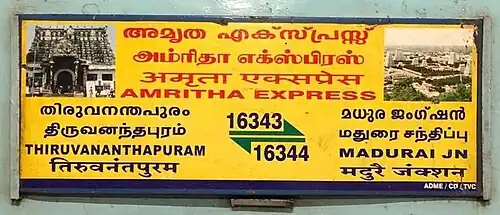 അമൃത എക്സ്പ്രസ്സ്
அம்ரிதா எக்ஸ்பிரஸ்
अमृता एक्सप्रेस
AMRITHA EXPRESS
തിരുവനന്തപുരം
திருவனந்தபுரம்
THIRUVANANTHAPURAM
तिरुवंतपुरम
16343
16344
മധുര ജംഗ്ഷൻ
மதுரை சந்திப்பு
MADURAI JN
मदुरै जंक्शन
ADME / CD / TVC